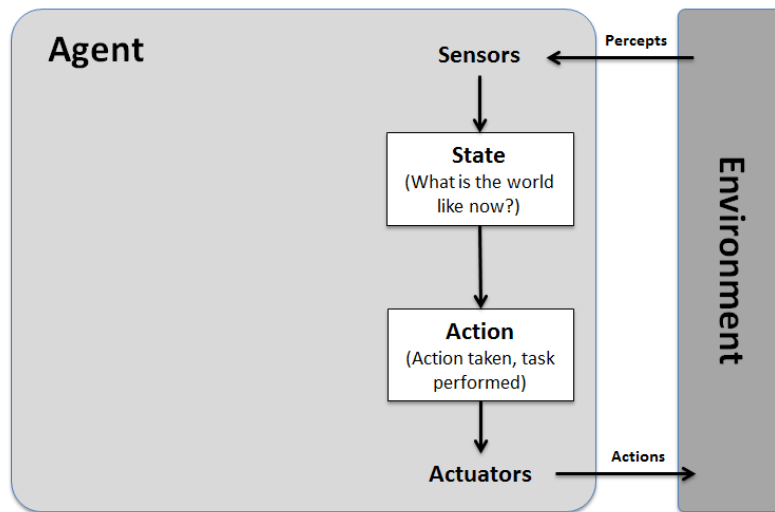 Agent
Sensors
Percepts
State
(What is the world
like now?)
Environment
Action
(Action taken, task
performed)
Actuators
Actions